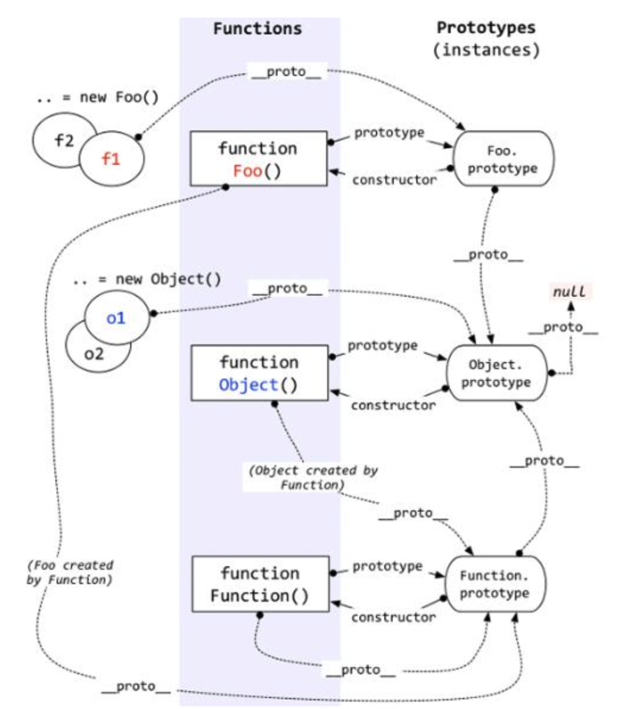 Functions
Prototypes
(instances)
__proto__
.. = new Foo()
f2
f1
function
Foo()
prototype
constructor
Foo.
prototype
__proto__
.. = new Object()
__proto__
null
__proto__
o1
o2
function
Object()
prototype
constructor
Object.
prototype
(Object created by
Function)
__proto__
__proto__
(Foo created
by Function)
function
Function()
prototype
constructor
Function.
prototype
__proto__
__proto__